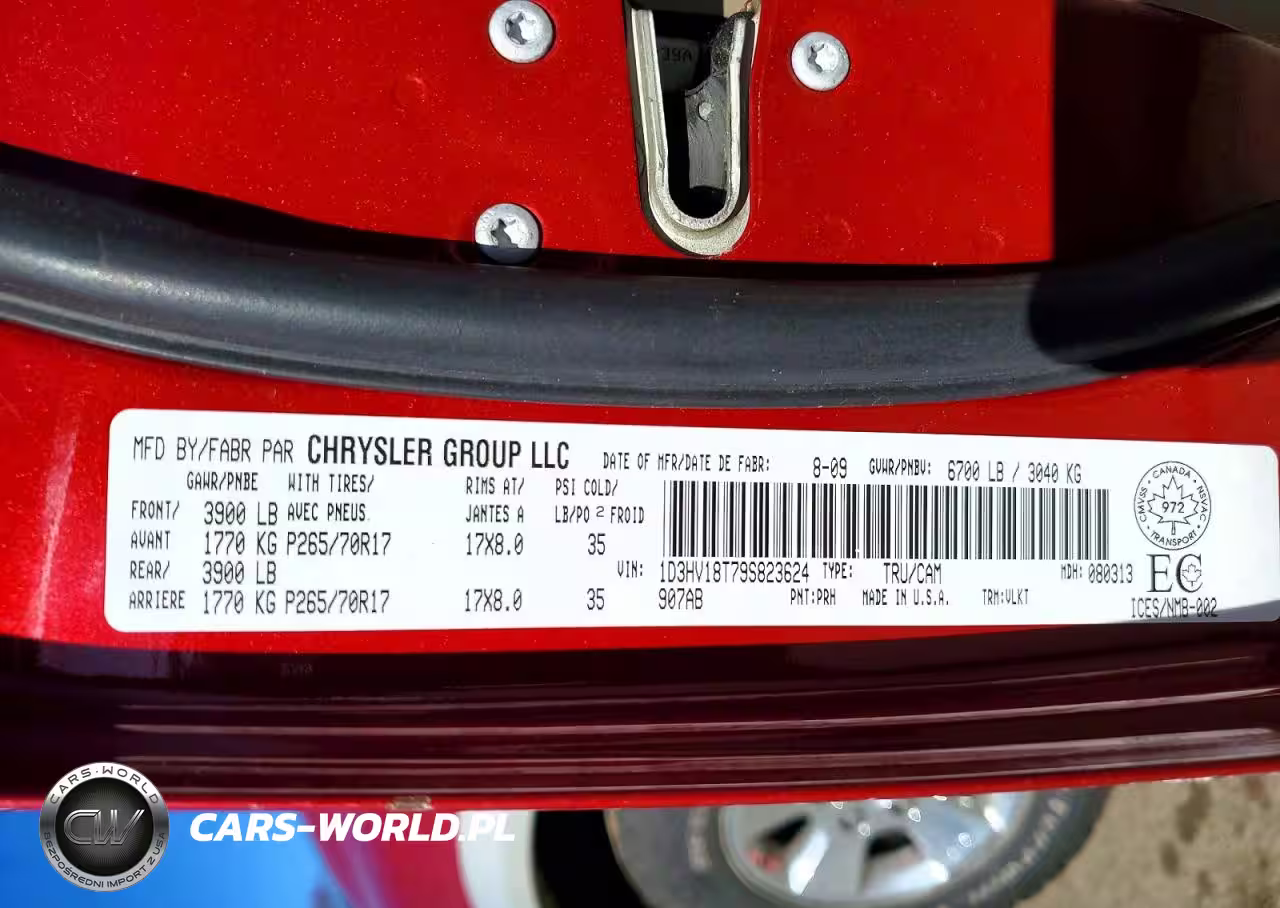 MFD BY/FABR PAR CHRYSLER GROUP LLC DATE OF MFR/DATE DE FABR: 8-09 GVWR/PNBV: 6700 LB / 3040 KG
GAWR/PNBE WITH TIRES/ RIMS AT/ PSI COLD/
FRONT/ 3900 LB AVEC PNEUS JANTES A LB/PO² FROID
AVANT 1770 KG P265/70R17 17X8.0 35
REAR/ 3900 LB VIN: 1D3HV18T79S823624 TYPE: TRU/CAM MDH: 080313
ARRIERE 1770 KG P265/70R17 17X8.0 35 907AB PNT:PRH MADE IN U.S.A. TRM:VLKT
CANADA
CMVSS NSVAC
972
TRANSPORT
EC
ICES/NMB-002
CARS-WORLD
CW
BEZPOŚREDNI IMPORT Z USA
CARS-WORLD.PL